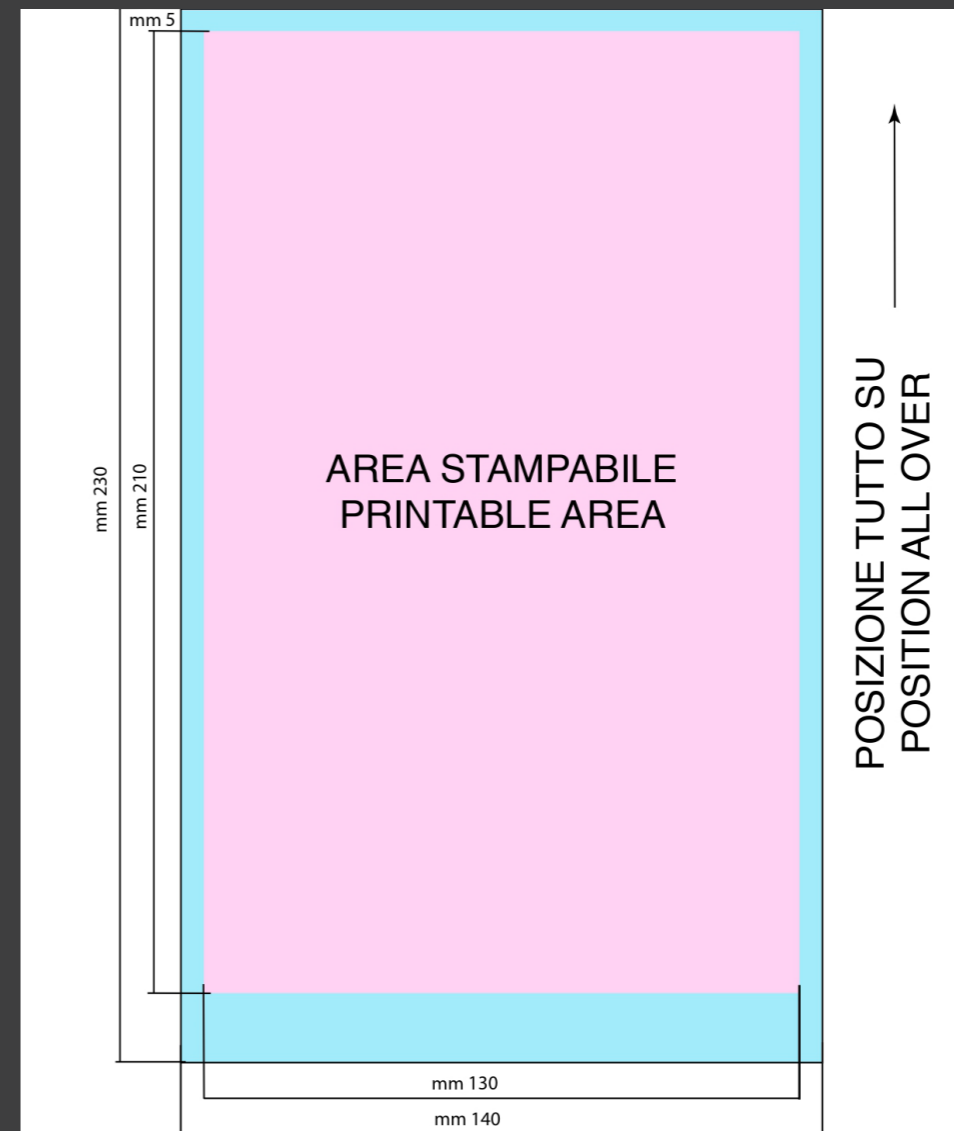 mm 5
mm 230
mm 210
AREA STAMPABILE
PRINTABLE AREA
POSIZIONE TUTTO SU
POSITION ALL OVER
mm 130
mm 140